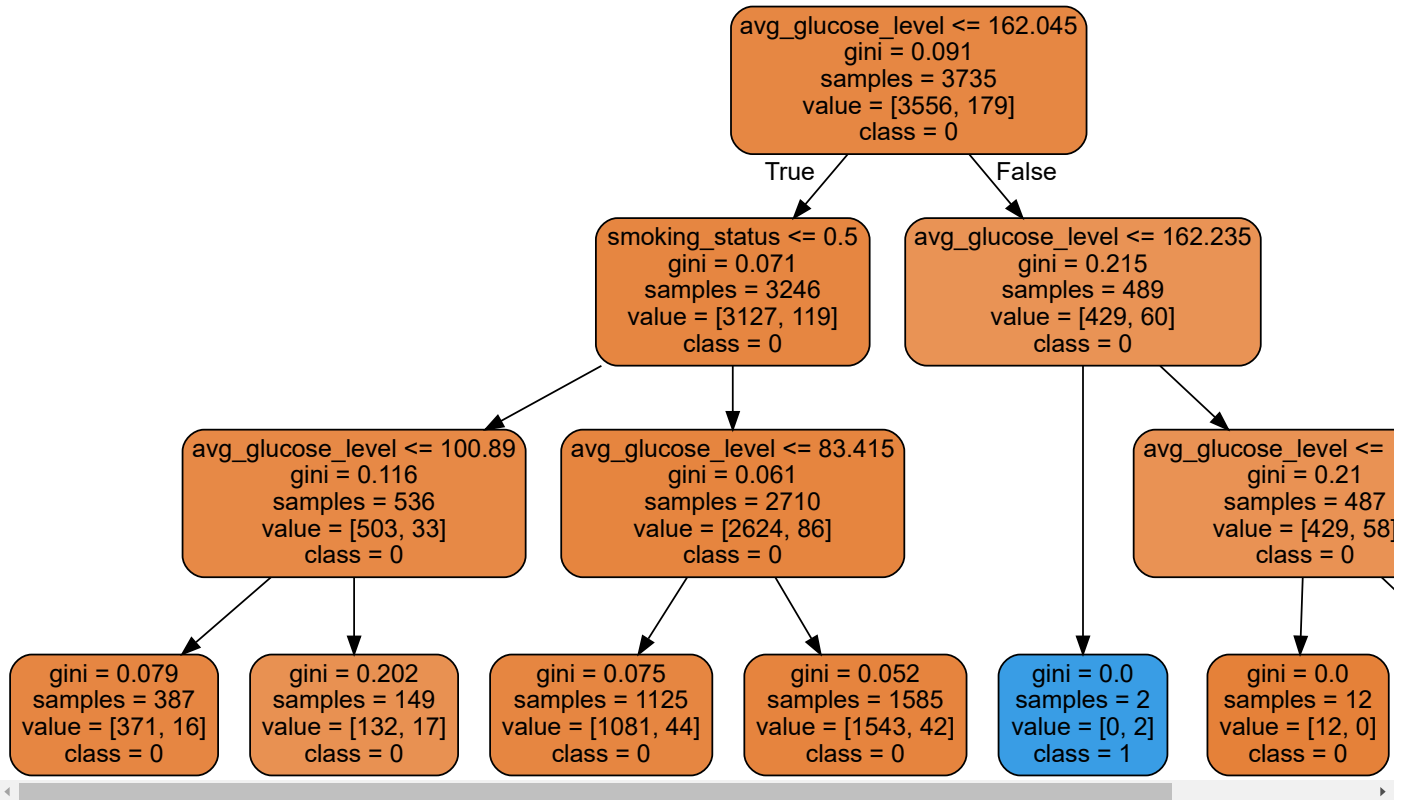 avg_glucose_level <= 162.045
gini = 0.091
samples = 3735
value = [3556, 179]
class = 0
True
False
smoking_status <= 0.5
gini = 0.071
samples = 3246
value = [3127, 119]
class = 0
avg_glucose_level <= 162.235
gini = 0.215
samples = 489
value = [429, 60]
class = 0
avg_glucose_level <= 100.89
gini = 0.116
samples = 536
value = [503, 33]
class = 0
avg_glucose_level <= 83.415
gini = 0.061
samples = 2710
value = [2624, 86]
class = 0
avg_glucose_level <=
gini = 0.21
samples = 487
value = [429, 58]
class = 0
gini = 0.079
samples = 387
value = [371, 16]
class = 0
gini = 0.202
samples = 149
value = [132, 17]
class = 0
gini = 0.075
samples = 1125
value = [1081, 44]
class = 0
gini = 0.052
samples = 1585
value = [1543, 42]
class = 0
gini = 0.0
samples = 2
value = [0, 2]
class = 1
gini = 0.0
samples = 12
value = [12, 0]
class = 0